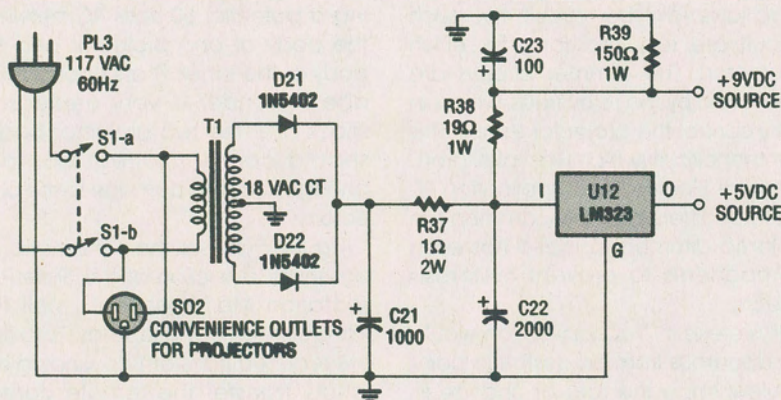 PL3
117 VAC
60Hz
S1-a
S1-b
T1
D21
1N5402
18 VAC CT
D22
1N5402
SO2
CONVENIENCE OUTLETS
FOR PROJECTORS
C21
1000
+
R37
1Ω
2W
C23
100
+
R38
19Ω
1W
R39
150Ω
1W
+9VDC
SOURCE
I
U12
LM323
O
G
+5VDC
SOURCE
C22
2000
+